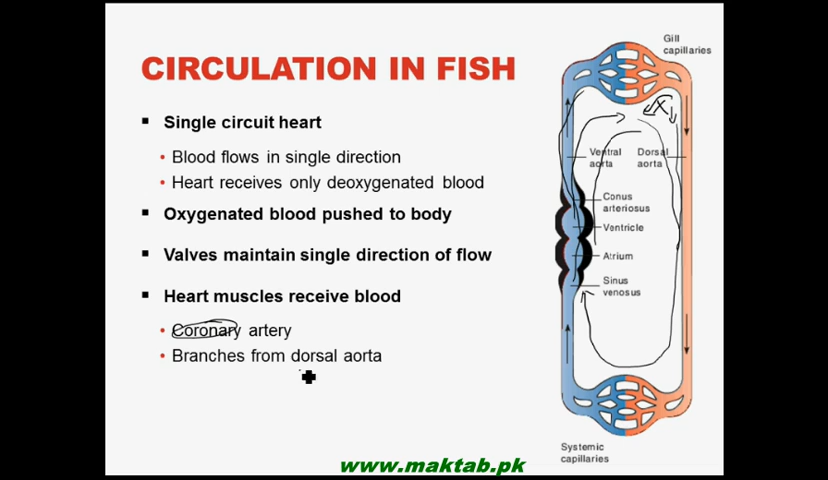 CIRCULATION IN FISH
Single circuit heart
Blood flows in single direction
Heart receives only deoxygenated blood
Oxygenated blood pushed to body
Valves maintain single direction of flow
Heart muscles receive blood
Coronary artery
Branches from dorsal aorta
Gill
capillaries
Ventral
aorta
Dorsal
aorta
Conus
arteriosus
Ventricle
Atrium
Sinus
venosus
Systemic
capillaries
www.maktab.pk